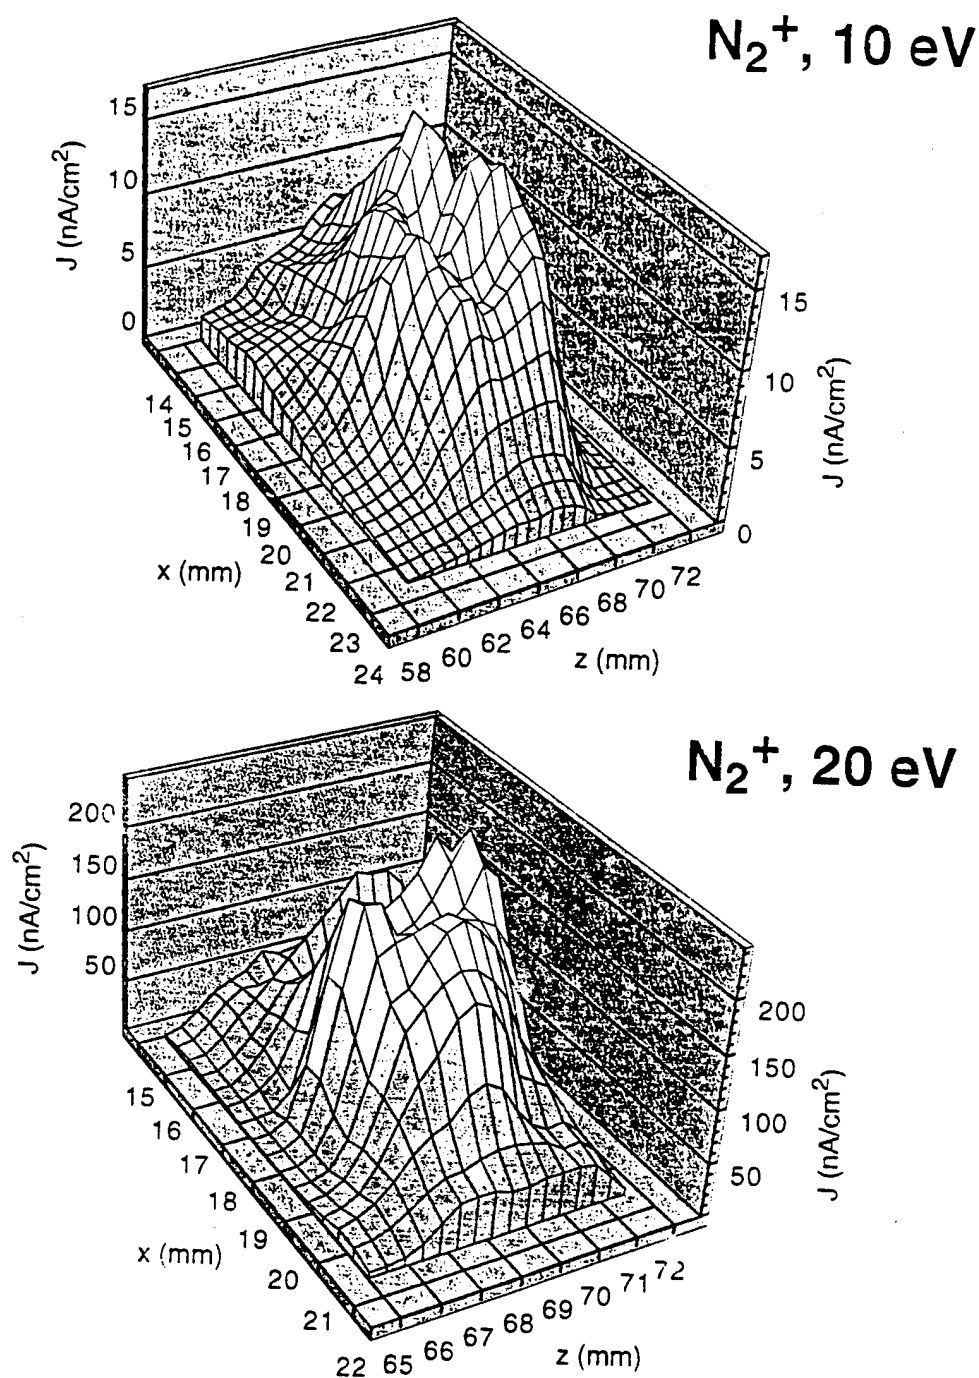 N₂⁺, 10 eV
15
10
5
0
J (nA/cm²)
15
10
5
0
J (nA/cm²)
14
15
16
17
18
19
20
21
22
23
24
x (mm)
58 60 62 64 66 68 70 72
z (mm)
N₂⁺, 20 eV
200
150
100
50
J (nA/cm²)
200
150
100
50
J (nA/cm²)
15
16
17
18
19
20
21
22
x (mm)
65 66 67 68 69 70 71 72
z (mm)